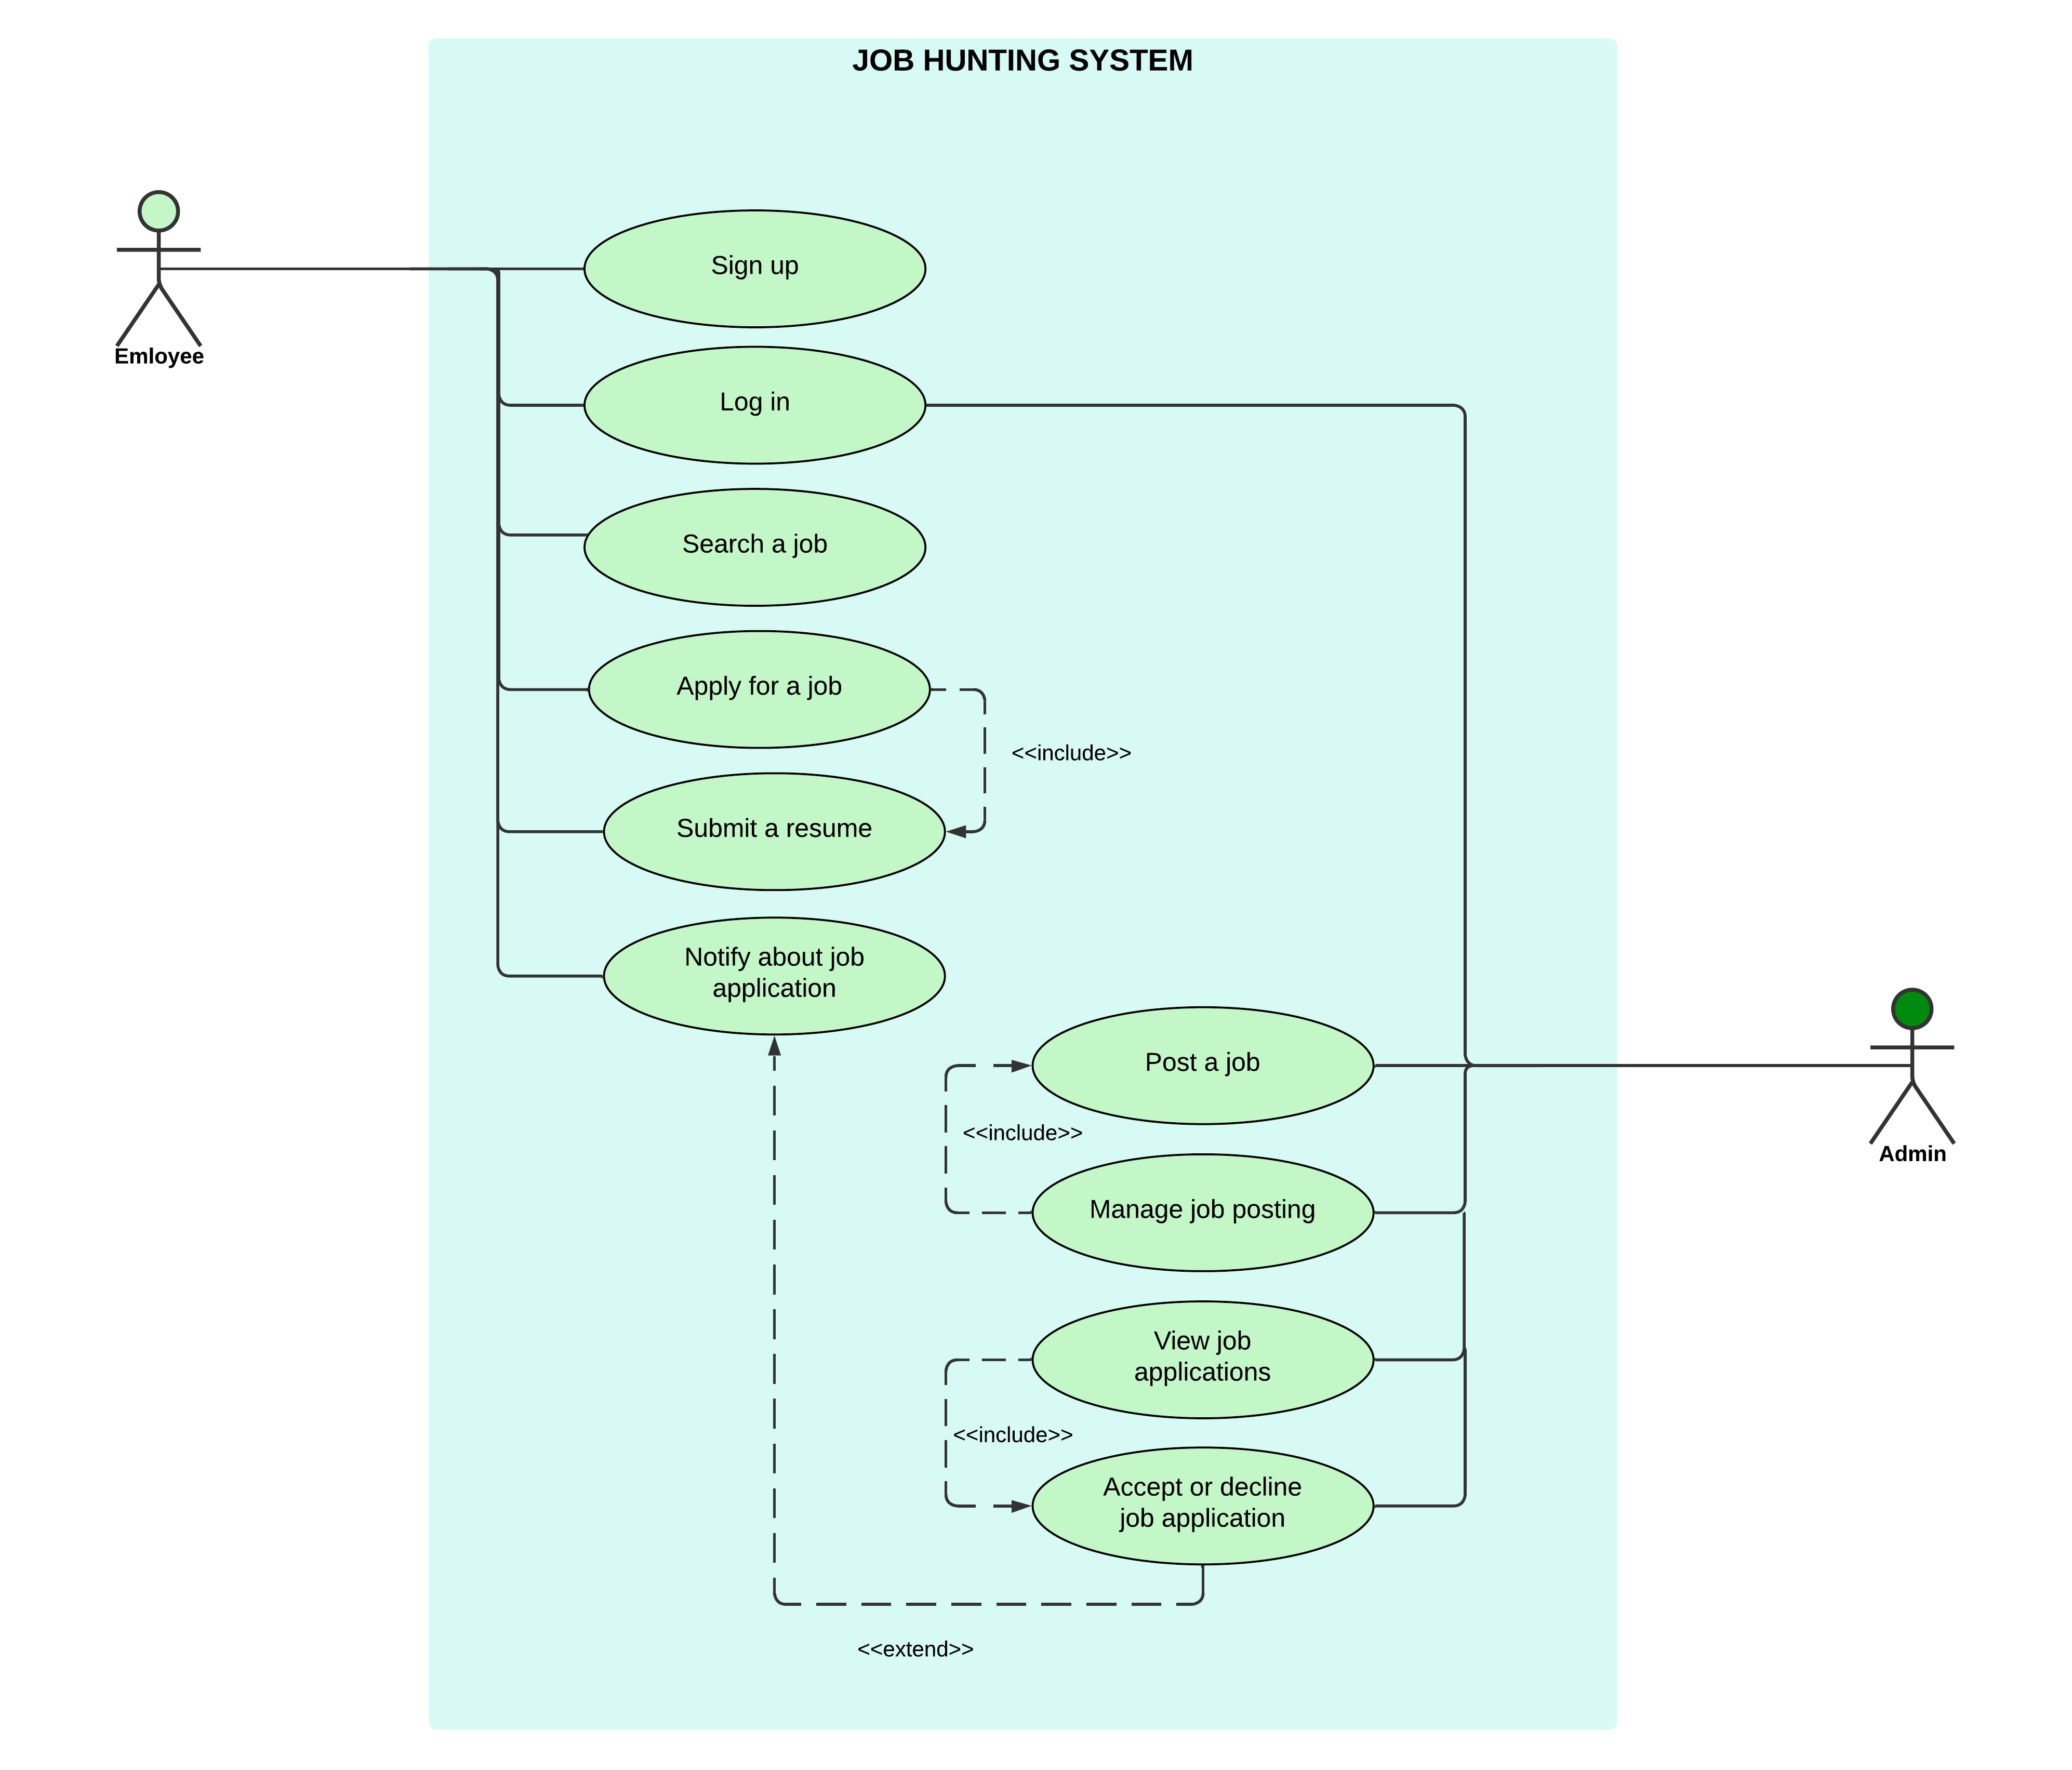 JOB HUNTING SYSTEM
Sign up
Emloyee
Log in
Search a job
Apply for a job
<<include>>
Submit a resume
Notify about job
application
Post a job
<<include>>
Admin
Manage job posting
View job
applications
<<include>>
Accept or decline
job application
<<extend>>